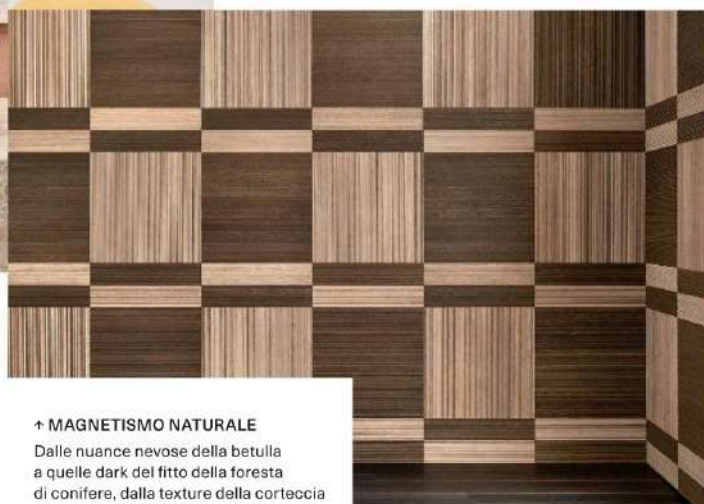 ↑ MAGNETISMO NATURALE
Dalle nuance nevose della betulla
a quelle dark del fitto della foresta
di conifere, dalla texture della corteccia